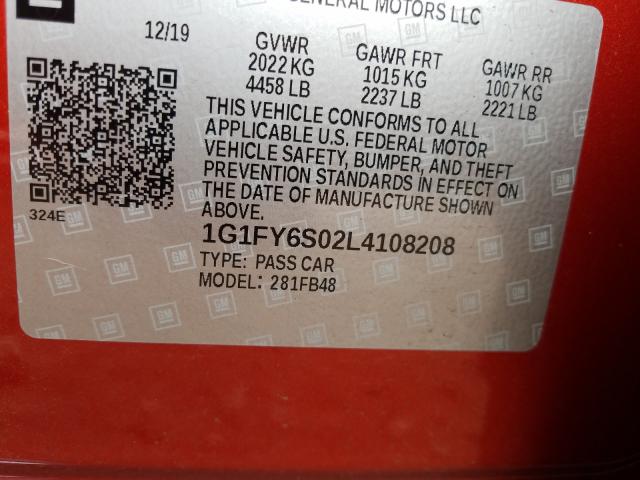 GENERAL MOTORS LLC
12/19
GVWR
2022 KG
4458 LB
GAWR FRT
1015 KG
2237 LB
GAWR RR
1007 KG
2221 LB
THIS VEHICLE CONFORMS TO ALL
APPLICABLE U.S. FEDERAL MOTOR
VEHICLE SAFETY, BUMPER, AND THEFT
PREVENTION STANDARDS IN EFFECT ON
THE DATE OF MANUFACTURE SHOWN
ABOVE.
324E
1G1FY6S02L4108208
TYPE: PASS CAR
MODEL: 281FB48